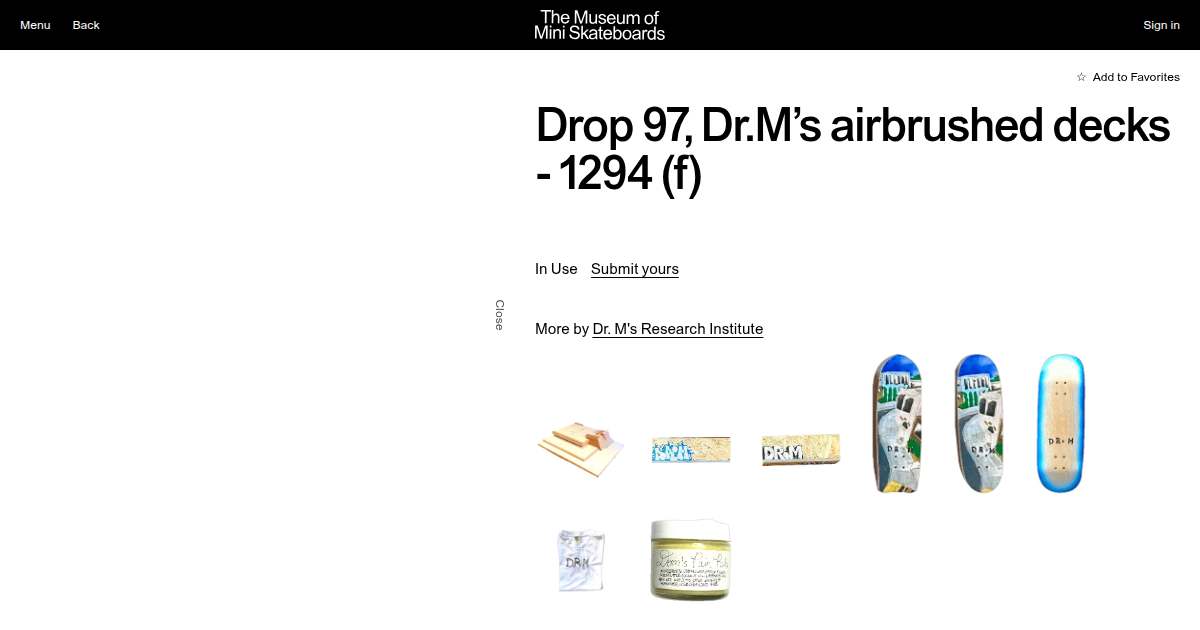 Menu
Back
The Museum of
Mini Skateboards
Sign in
☆ Add to Favorites
Drop 97, Dr.M’s airbrushed decks
- 1294 (f)
In Use
Submit yours
Close
More by Dr. M's Research Institute
DR.M
DR M
DR M